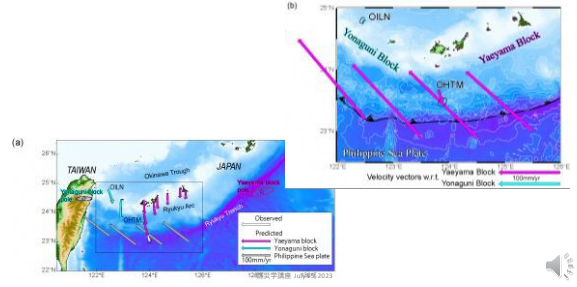 (b)
25°N
OILN
Yonaguni Block
Yaeyama Block
24°N
OHTM
23°N
Philippine Sea Plate
123°E
124°E
125°E
126°E
Velocity vectors w.r.t.
Yaeyama Block
100mm/yr
Yonaguni Block
(a)
26°N
TAIWAN
JAPAN
Okinawa Trough
25°N
Yonaguni block
pole
OILN
Yaeyama block
pole
24°N
Ryukyu Arc
OHTM
Ryukyu Trench
23°N
Observed
Predicted
Yaeyama block
Yonaguni block
Philippine Sea plate
100mm/yr
22°N
122°E
124°E
126°E
2023